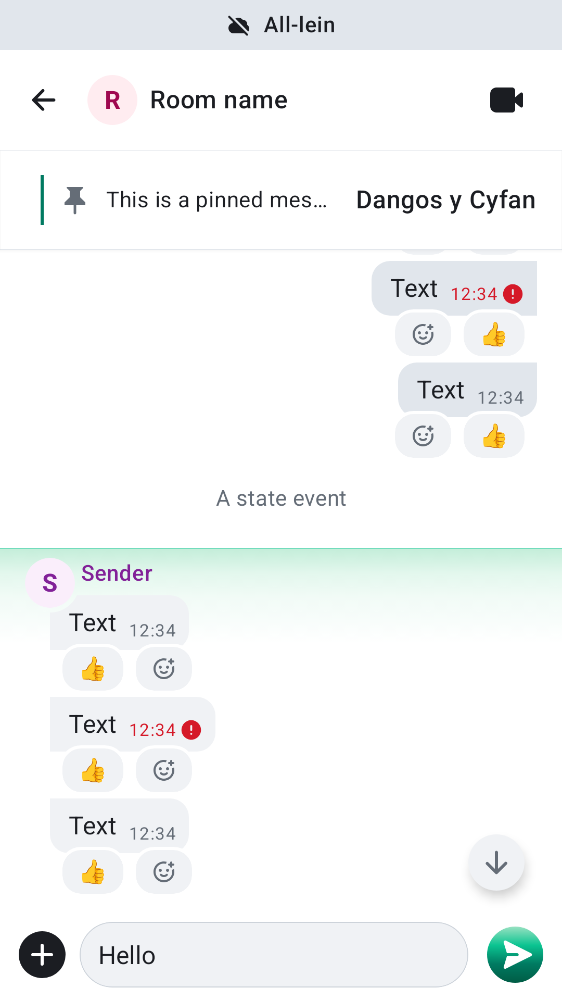 All-lein
R Room name
This is a pinned mes... Dangos y Cyfan
Text 12:34
Text 12:34
A state event
S Sender
Text 12:34
Text 12:34
Text 12:34
Hello